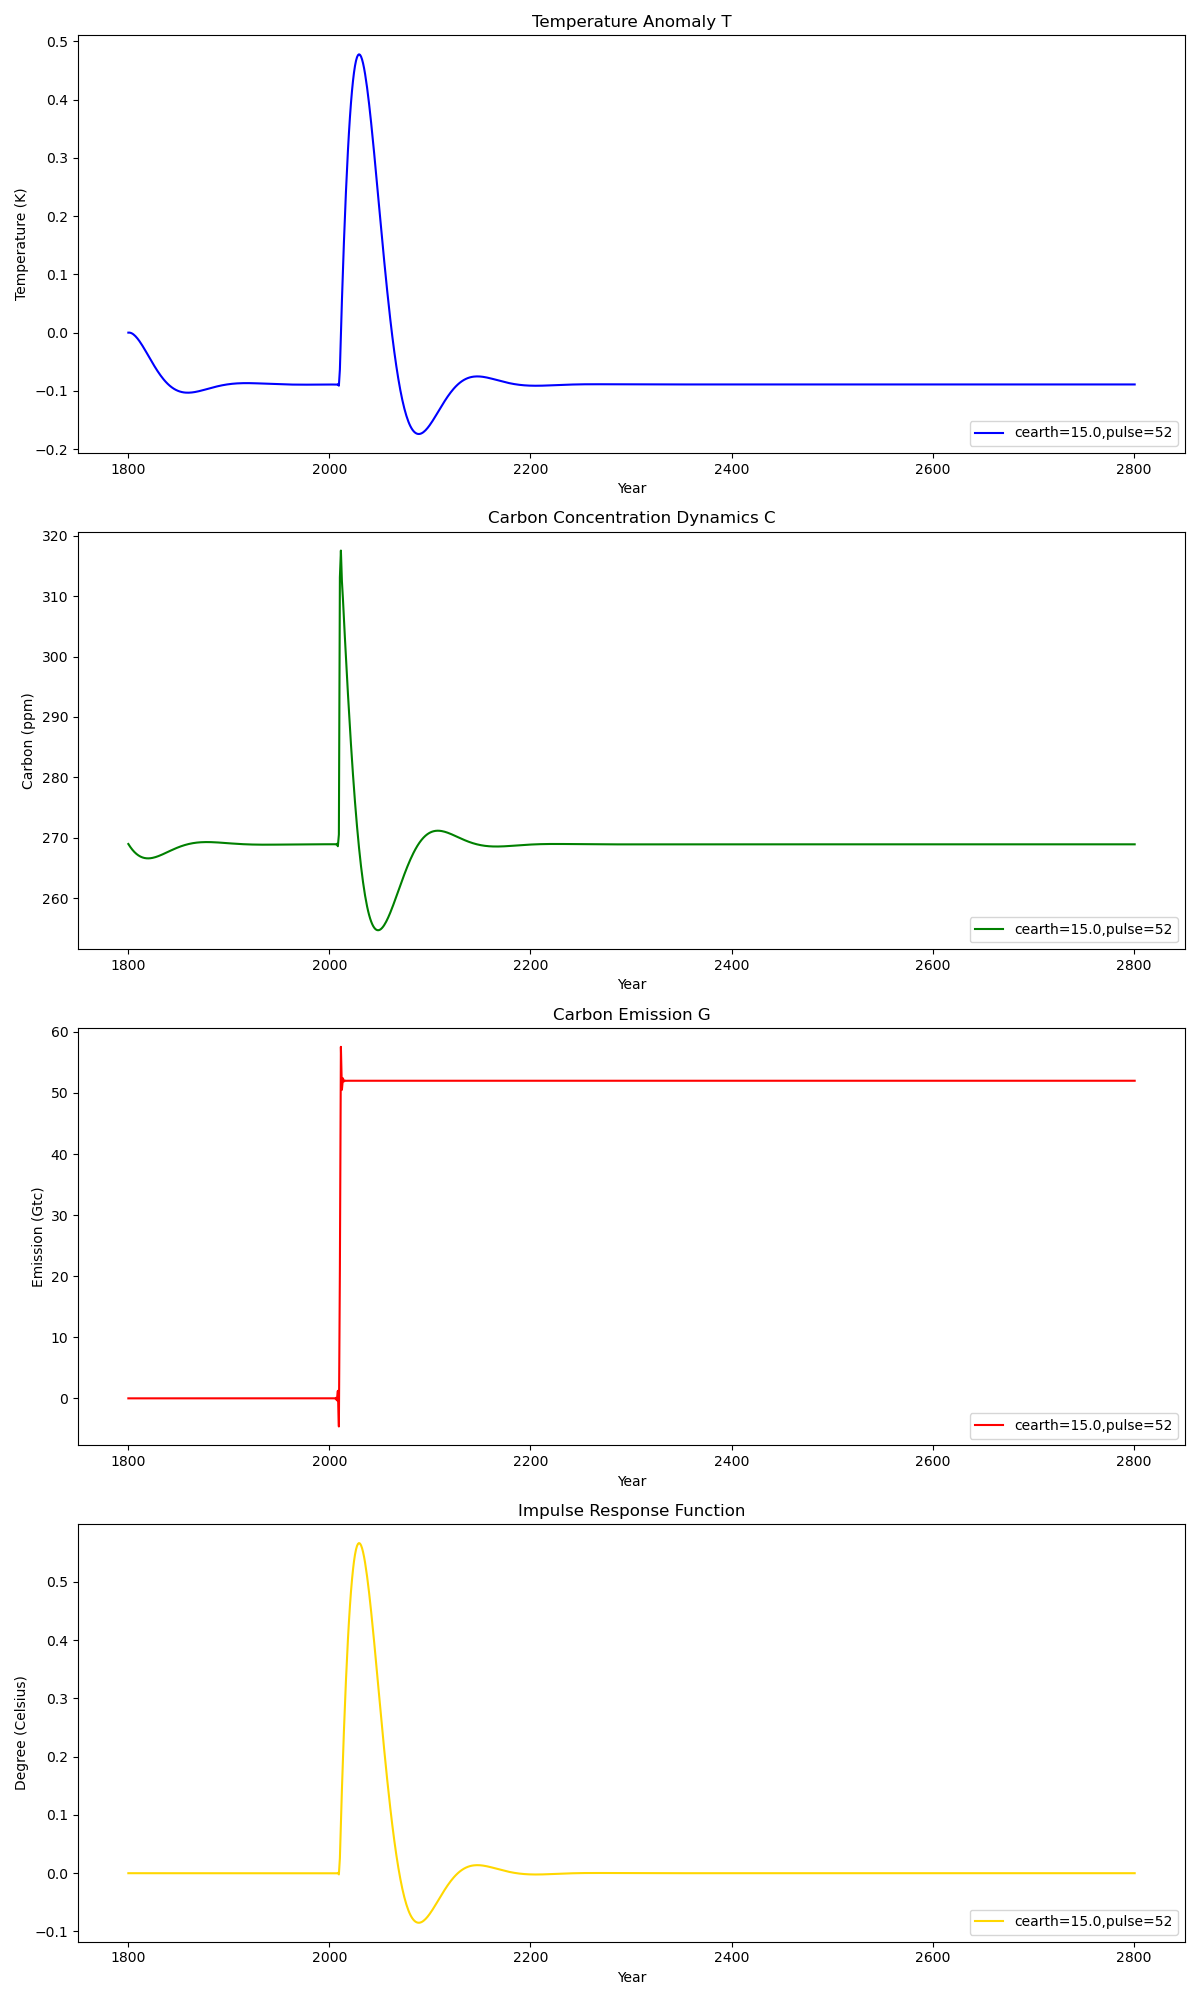 Temperature Anomaly T
0.5
0.4
0.3
0.2
0.1
0.0
−0.1
−0.2
Temperature (K)
cearth=15.0,pulse=52
1800 2000 2200 2400 2600 2800
Year
Carbon Concentration Dynamics C
320
310
300
290
280
270
260
Carbon (ppm)
cearth=15.0,pulse=52
1800 2000 2200 2400 2600 2800
Year
Carbon Emission G
60
50
40
30
20
10
0
Emission (Gtc)
cearth=15.0,pulse=52
1800 2000 2200 2400 2600 2800
Year
Impulse Response Function
0.5
0.4
0.3
0.2
0.1
0.0
−0.1
Degree (Celsius)
cearth=15.0,pulse=52
1800 2000 2200 2400 2600 2800
Year